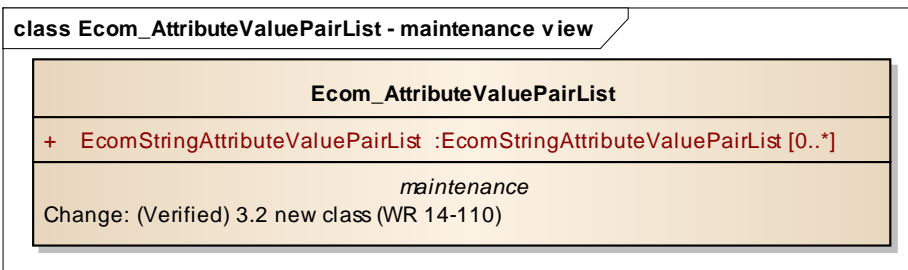 class Ecom_AttributeValuePairList - maintenance view
Ecom_AttributeValuePairList
+ EcomStringAttributeValuePairList :EcomStringAttributeValuePairList [0..*]
maintenance
Change: (Verified) 3.2 new class (WR 14-110)